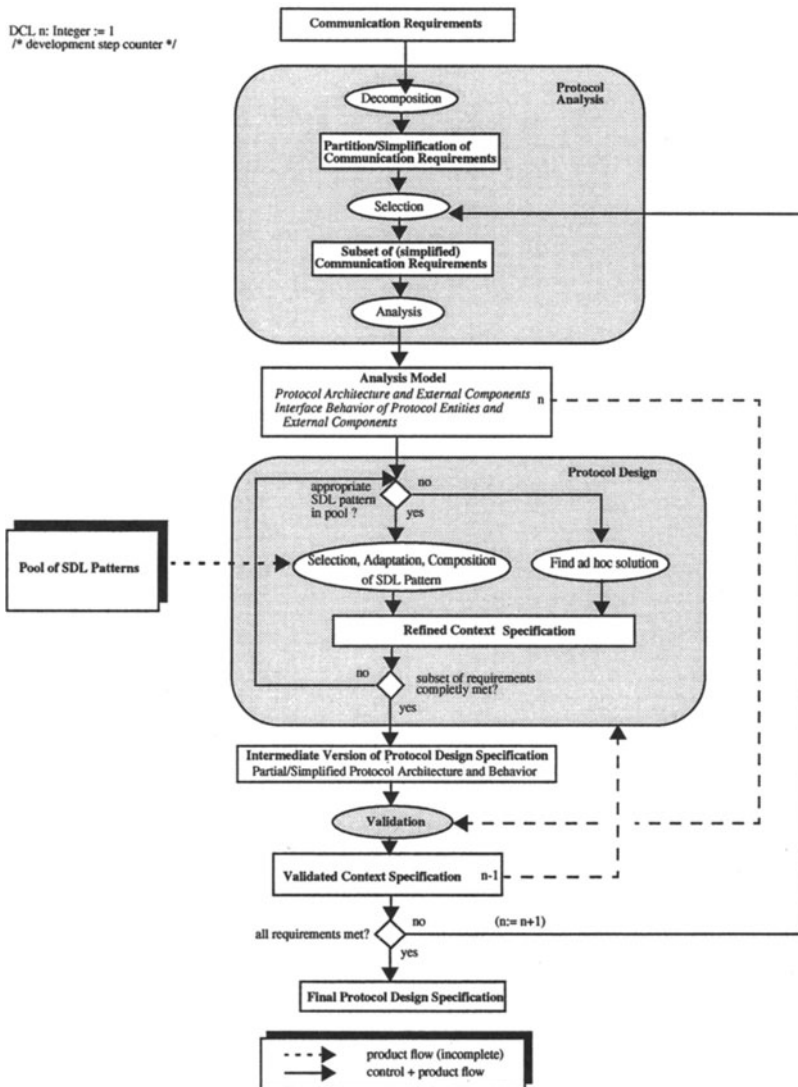 DCL n: Integer := 1
/* development step counter */
Communication Requirements
Protocol
Analysis
Decomposition
Partition/Simplification of
Communication Requirements
Selection
Subset of (simplified)
Communication Requirements
Analysis
Analysis Model
Protocol Architecture and External Components
Interface Behavior of Protocol Entities and
External Components
n
Protocol Design
appropriate
SDL pattern
in pool ?
no
yes
Pool of SDL Patterns
Selection, Adaptation, Composition
of SDL Pattern
Find ad hoc solution
Refined Context Specification
no
subset of requirements
completly met?
yes
Intermediate Version of Protocol Design Specification
Partial/Simplified Protocol Architecture and Behavior
Validation
Validated Context Specification
n-1
all requirements met?
no
(n:= n+1)
yes
Final Protocol Design Specification
product flow (incomplete)
control + product flow